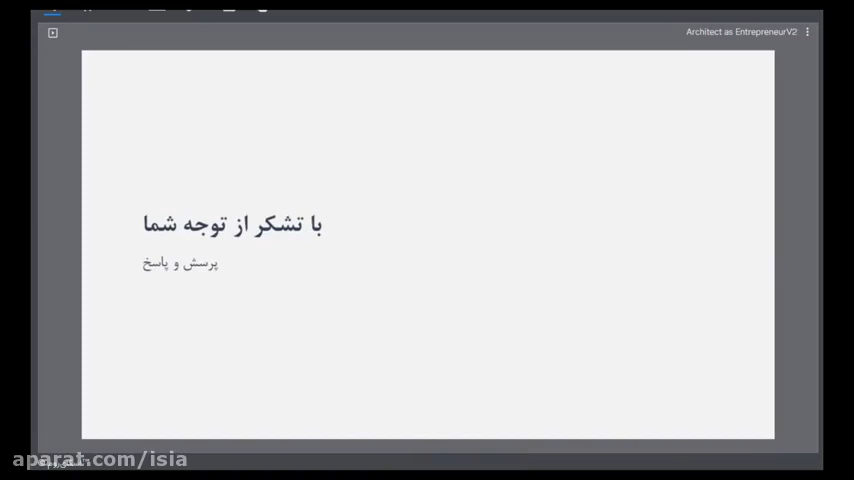 Architect as EntrepreneurV2
با تشکر از توجه شما
پرسش و پاسخ
aparat.com/isia